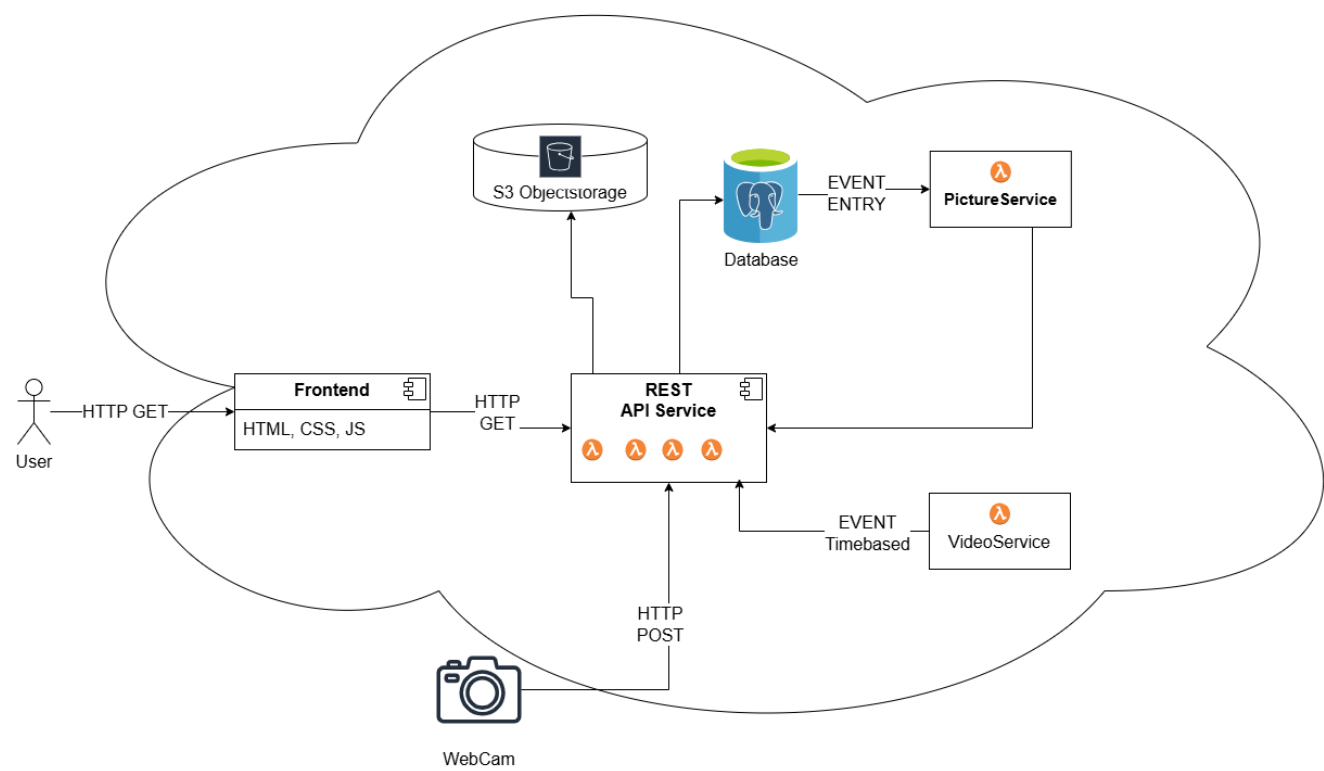 S3 Objectstorage
Database
EVENT
ENTRY
PictureService
User
HTTP GET
Frontend
HTML, CSS, JS
HTTP
GET
REST
API Service
λ λ λ λ
λ
EVENT
Timebased
λ
VideoService
HTTP
POST
WebCam